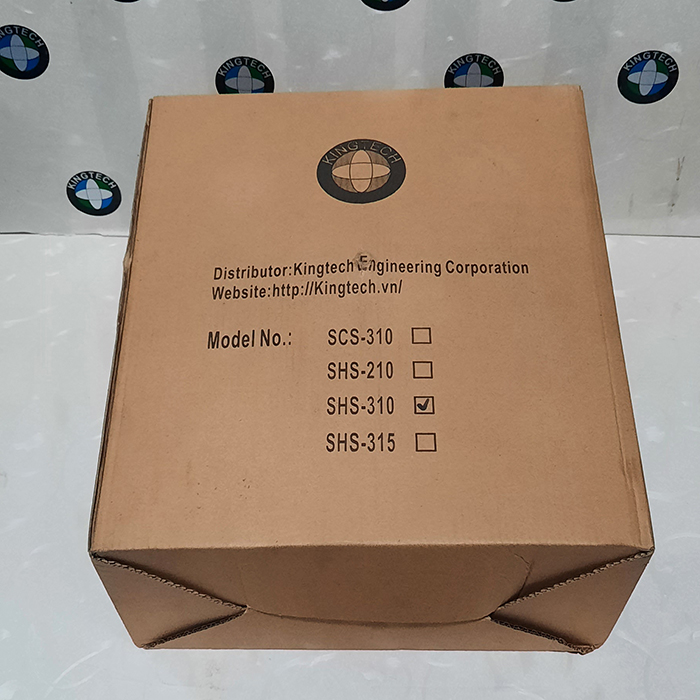 KINGTECH
KINGTECH
KINGTECH
KINGTECH
KINGTECH
KINGTECH
Distributor:Kingtech Engineering Corporation
Website:http://Kingtech.vn/
Model No.: SCS-310 ☐
SHS-210 ☐
SHS-310 ☑
SHS-315 ☐